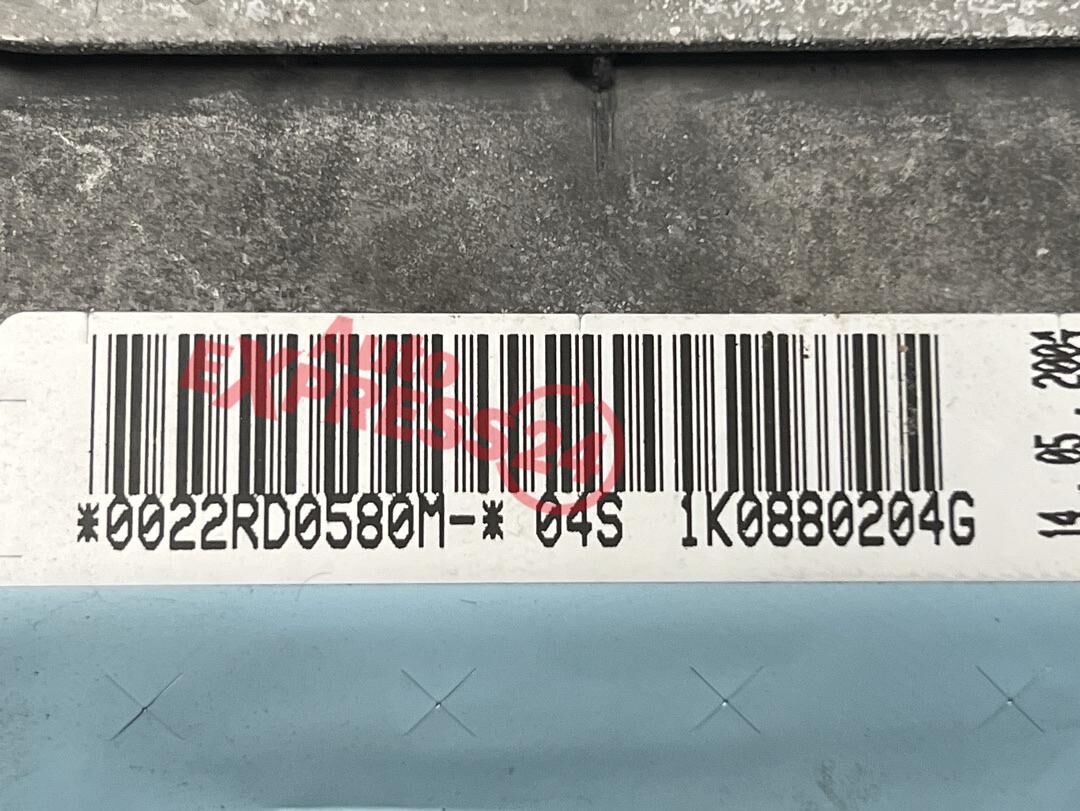 Auto
EXPRESS24
*0022RD0580M-* 04S 1K0880204G
14.05.2004